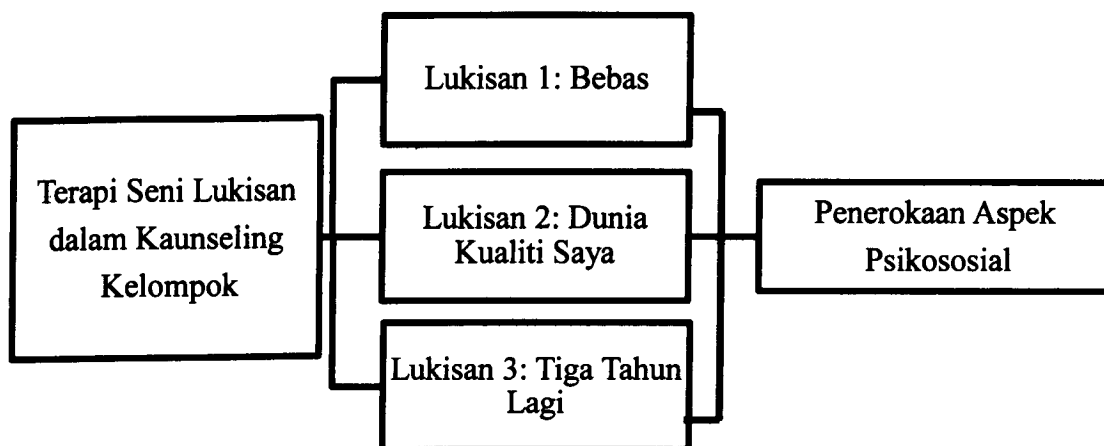 Terapi Seni Lukisan
dalam Kaunseling
Kelompok
Lukisan 1: Bebas
Lukisan 2: Dunia
Kualiti Saya
Lukisan 3: Tiga Tahun
Lagi
Penerokaan Aspek
Psikososial